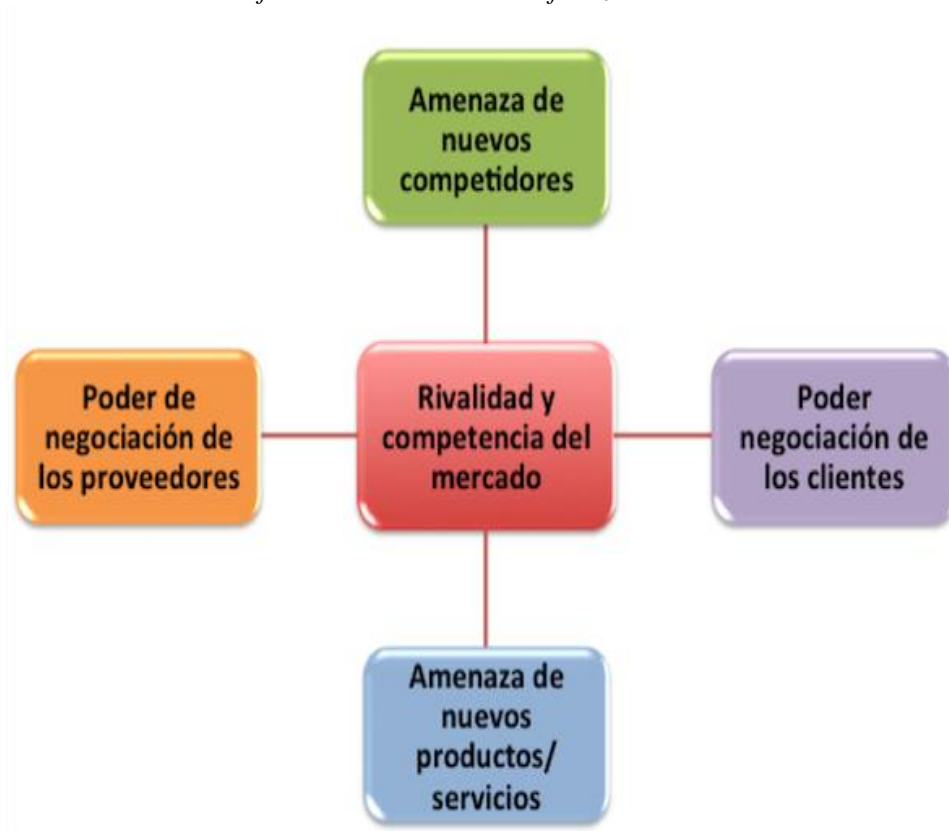 Amenaza de
nuevos
competidores
Poder de
negociación de
los proveedores
Rivalidad y
competencia del
mercado
Poder
negociación de
los clientes
Amenaza de
nuevos
productos/
servicios